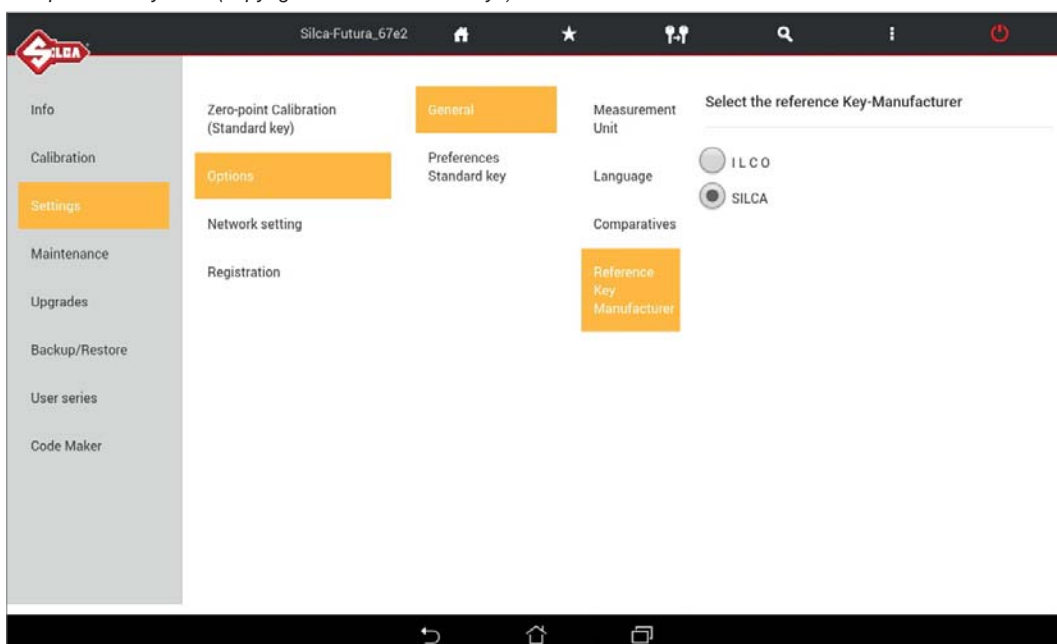 Silca-Futura_67e2
SILCA
Info
Calibration
Settings
Maintenance
Upgrades
Backup/Restore
User series
Code Maker
Zero-point Calibration
(Standard key)
Options
Network setting
Registration
General
Preferences
Standard key
Measurement
Unit
Language
Comparatives
Reference
Key
Manufacturer
Select the reference Key-Manufacturer
I L C O
SILCA